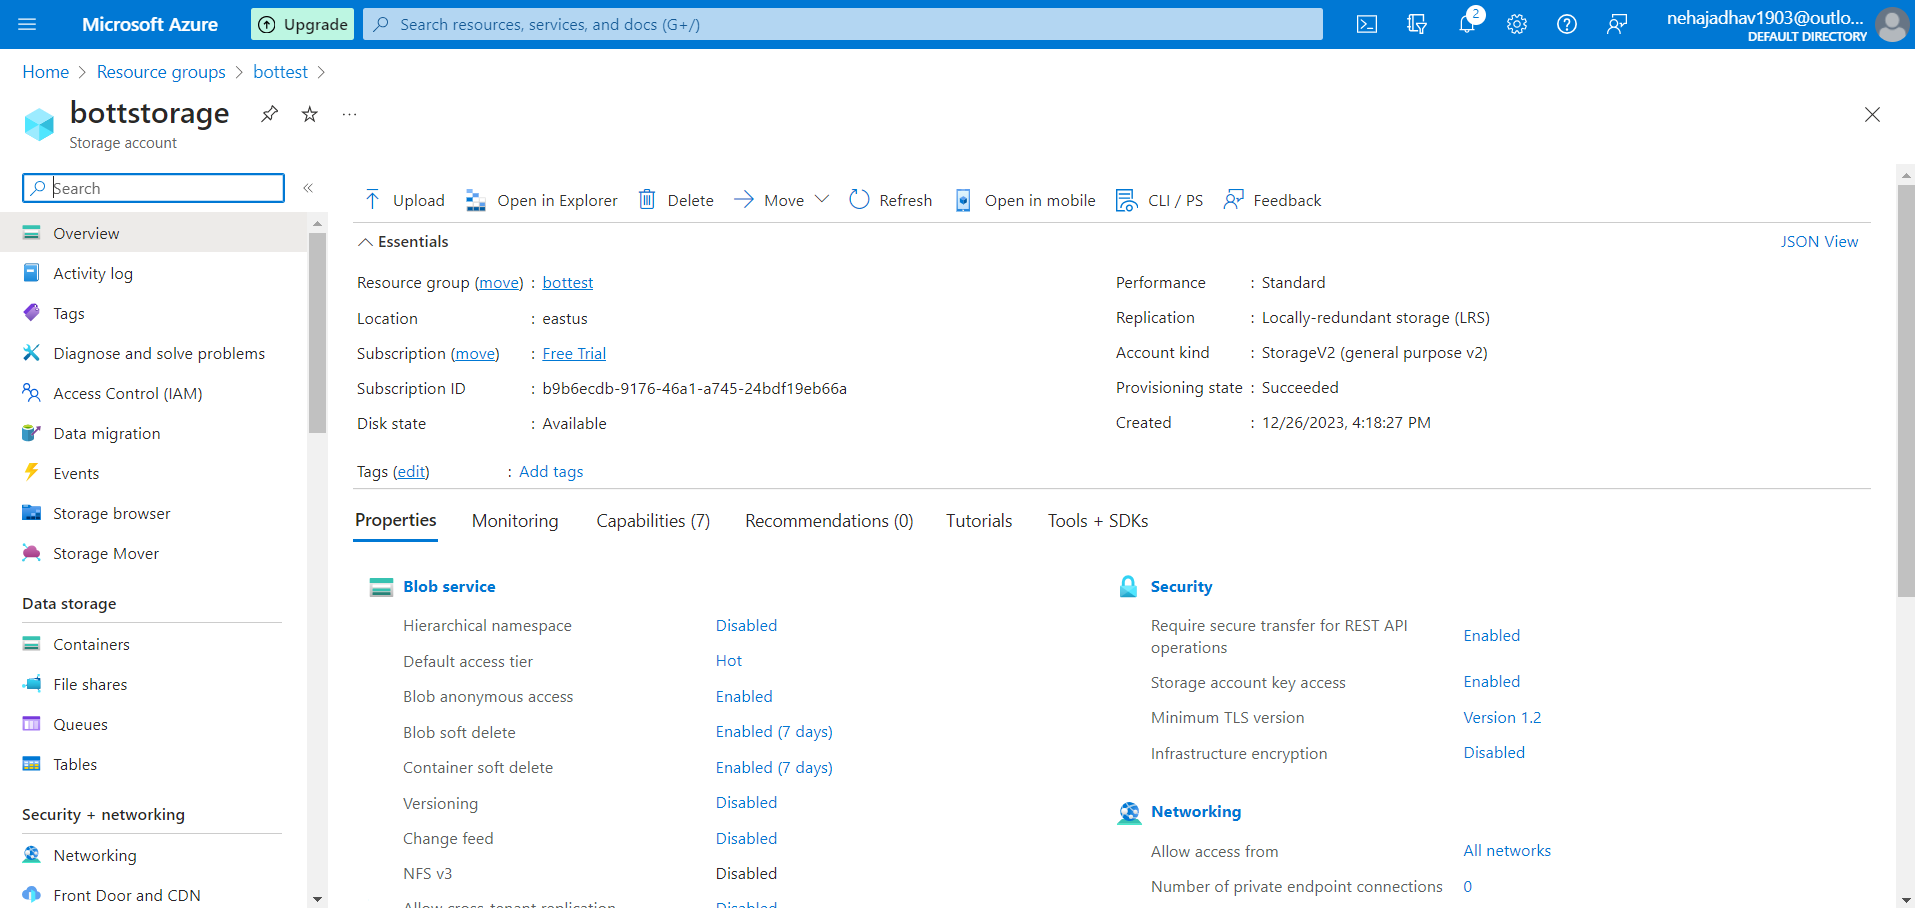 Microsoft Azure
Upgrade
Search resources, services, and docs (G+/)
2
nehajadhav1903@outlo...
DEFAULT DIRECTORY
Home > Resource groups > bottest >
bottstorage
Storage account
Search
Overview
Activity log
Tags
Diagnose and solve problems
Access Control (IAM)
Data migration
Events
Storage browser
Storage Mover
Data storage
Containers
File shares
Queues
Tables
Security + networking
Networking
Front Door and CDN
Upload
Open in Explorer
Delete
Move
Refresh
Open in mobile
CLI / PS
Feedback
Essentials
JSON View
Resource group (move) : bottest
Location : eastus
Subscription (move) : Free Trial
Subscription ID : b9b6ecdb-9176-46a1-a745-24bdf19eb66a
Disk state : Available
Performance : Standard
Replication : Locally-redundant storage (LRS)
Account kind : StorageV2 (general purpose v2)
Provisioning state : Succeeded
Created : 12/26/2023, 4:18:27 PM
Tags (edit) : Add tags
Properties
Monitoring
Capabilities (7)
Recommendations (0)
Tutorials
Tools + SDKs
Blob service
Hierarchical namespace Disabled
Default access tier Hot
Blob anonymous access Enabled
Blob soft delete Enabled (7 days)
Container soft delete Enabled (7 days)
Versioning Disabled
Change feed Disabled
NFS v3 Disabled
Allow cross-tenant replication Disabled
Security
Require secure transfer for REST API
operations Enabled
Storage account key access Enabled
Minimum TLS version Version 1.2
Infrastructure encryption Disabled
Networking
Allow access from All networks
Number of private endpoint connections 0